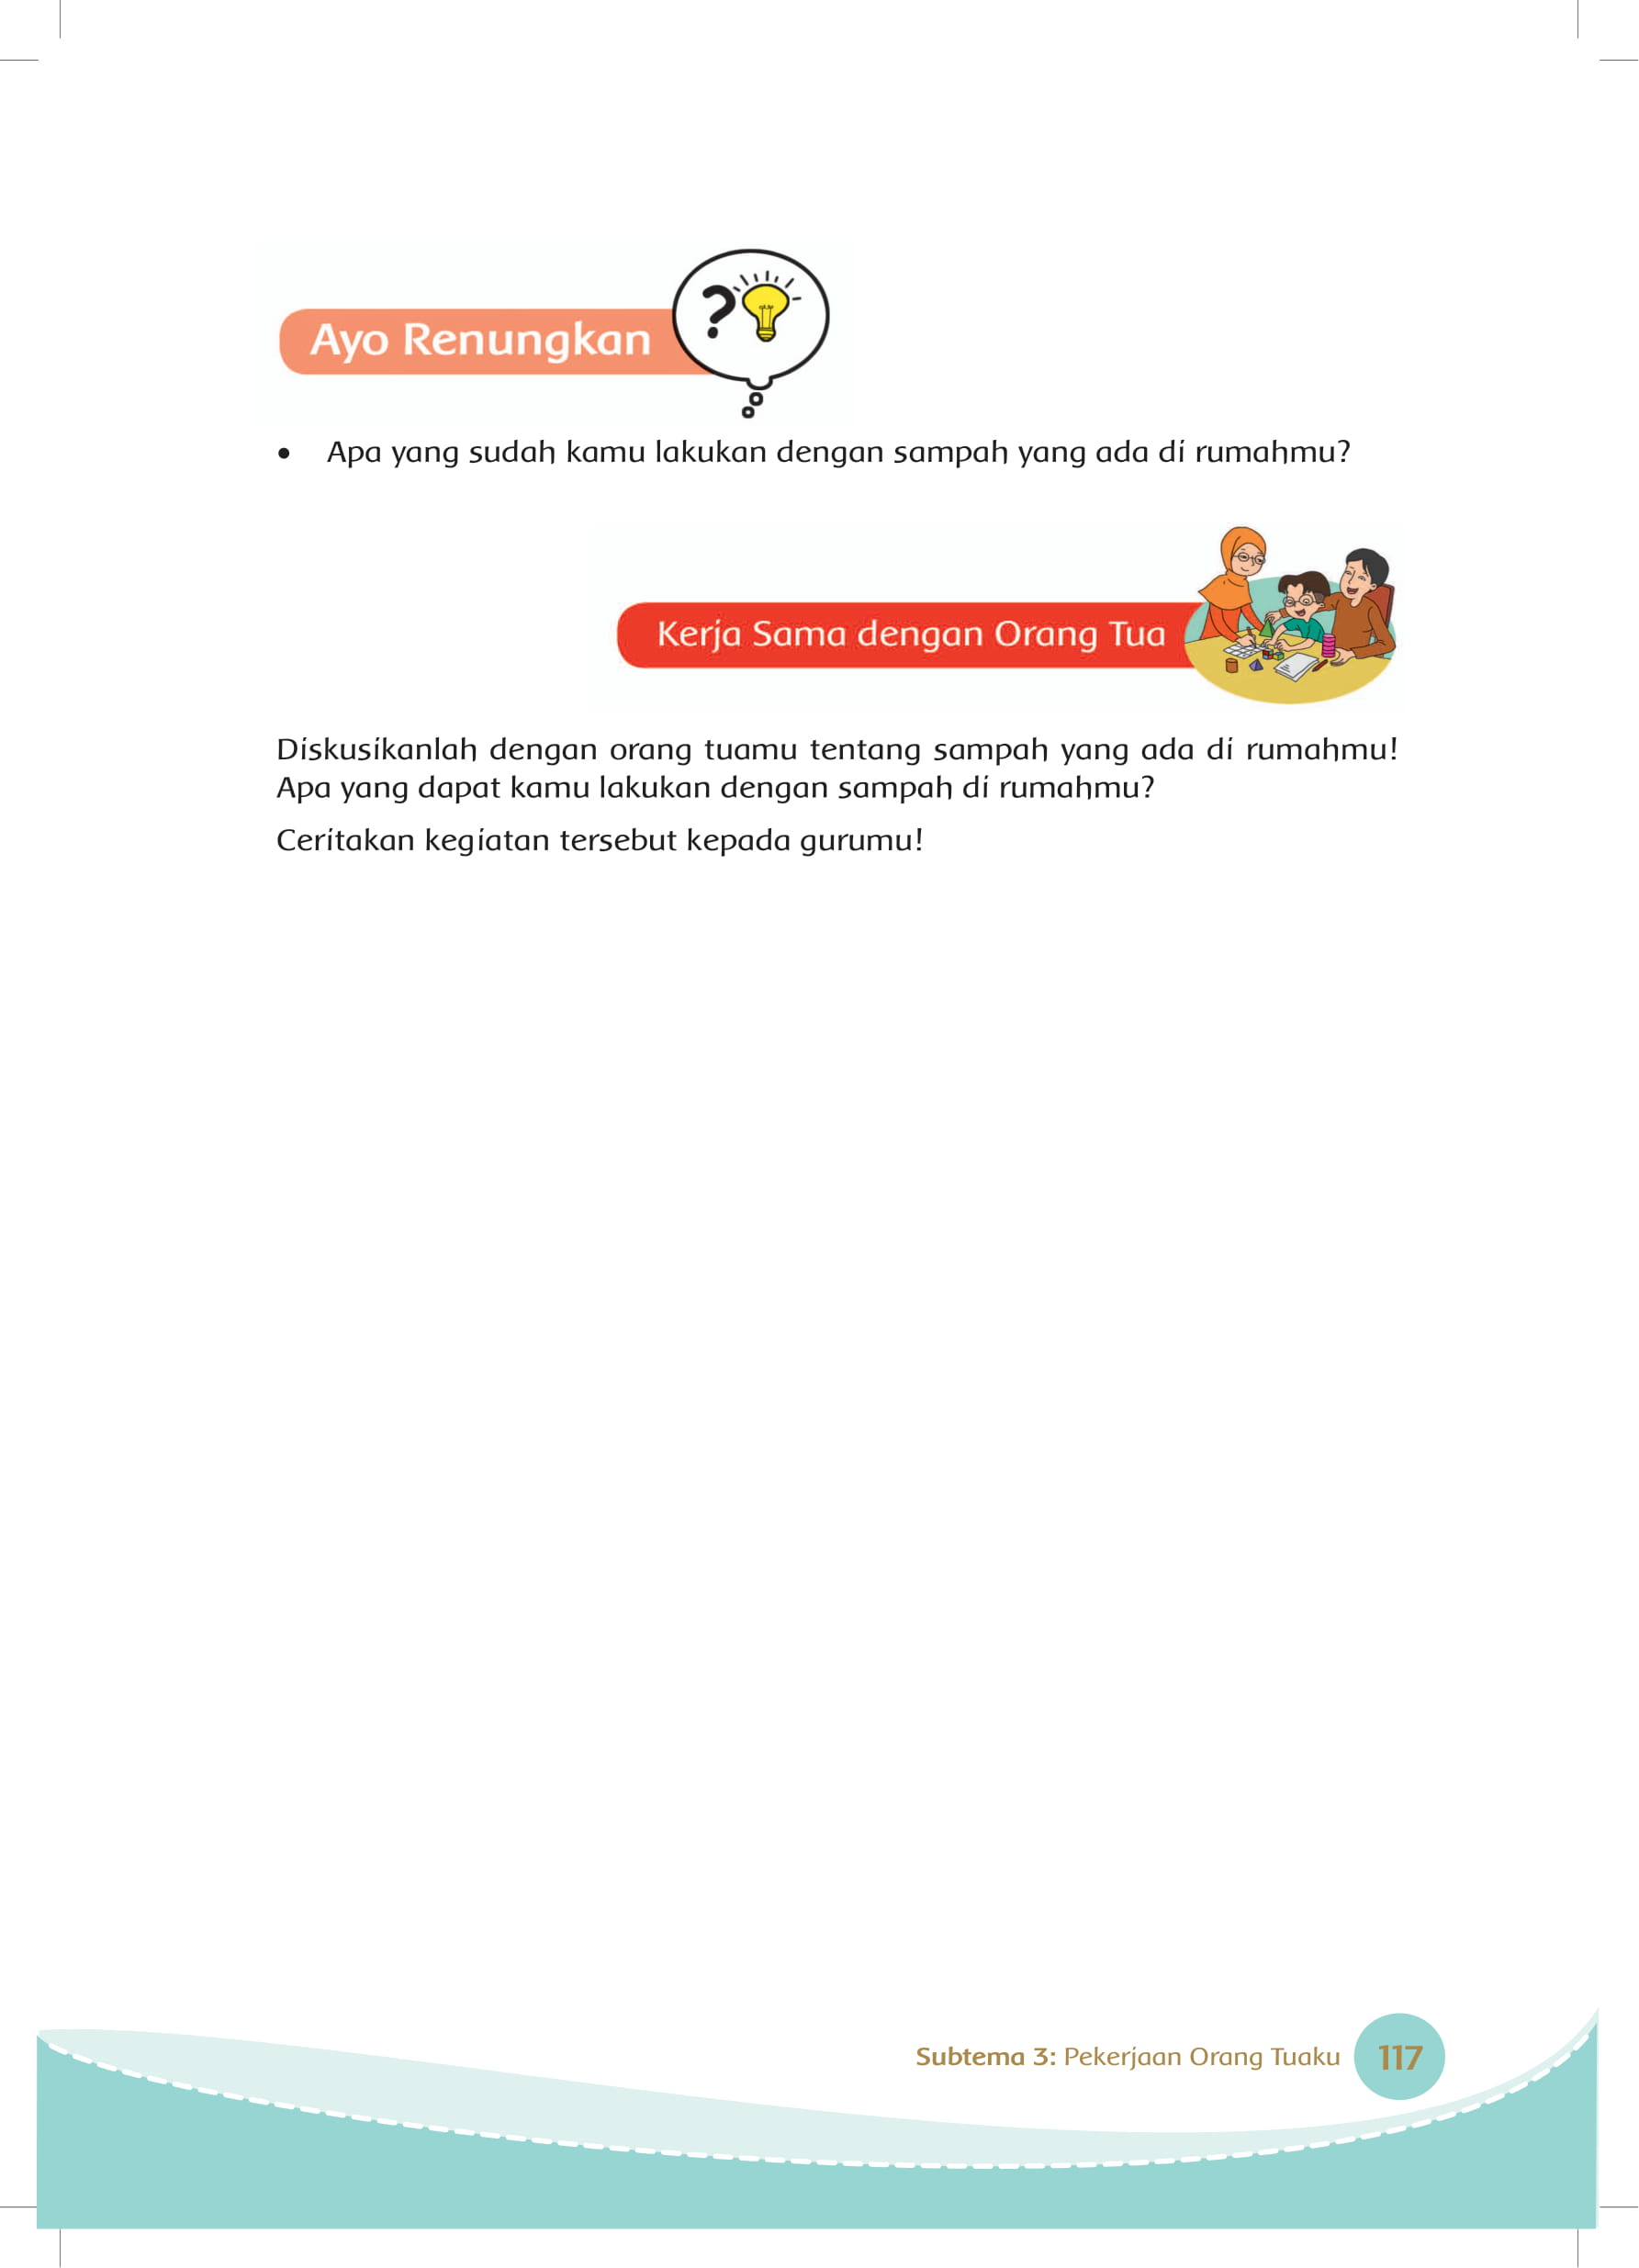 Ayo Renungkan
• Apa yang sudah kamu lakukan dengan sampah yang ada di rumahmu?
Kerja Sama dengan Orang Tua
Diskusikanlah dengan orang tuamu tentang sampah yang ada di rumahmu!
Apa yang dapat kamu lakukan dengan sampah di rumahmu?
Ceritakan kegiatan tersebut kepada gurumu!
Subtema 3: Pekerjaan Orang Tuaku 117